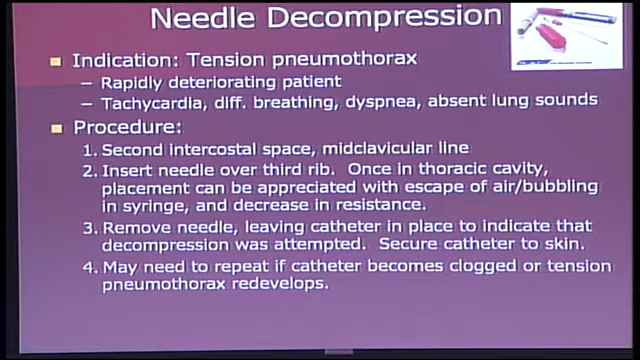 Needle Decompression
Indication: Tension pneumothorax
– Rapidly deteriorating patient
– Tachycardia, diff. breathing, dyspnea, absent lung sounds
Procedure:
1. Second intercostal space, midclavicular line
2. Insert needle over third rib. Once in thoracic cavity,
placement can be appreciated with escape of air/bubbling
in syringe, and decrease in resistance.
3. Remove needle, leaving catheter in place to indicate that
decompression was attempted. Secure catheter to skin.
4. May need to repeat if catheter becomes clogged or tension
pneumothorax redevelops.